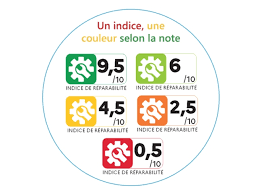 Un indice, une
couleur selon la note
9,5 /10 6 /10
INDICE DE RÉPARABILITÉ INDICE DE RÉPARABILITÉ
4,5 /10 2,5 /10
INDICE DE RÉPARABILITÉ INDICE DE RÉPARABILITÉ
0,5 /10
INDICE DE RÉPARABILITÉ